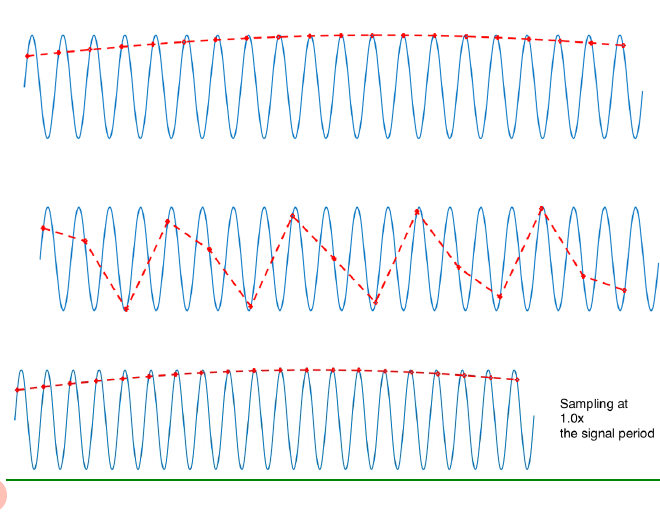 Sampling at
1.0x
the signal period